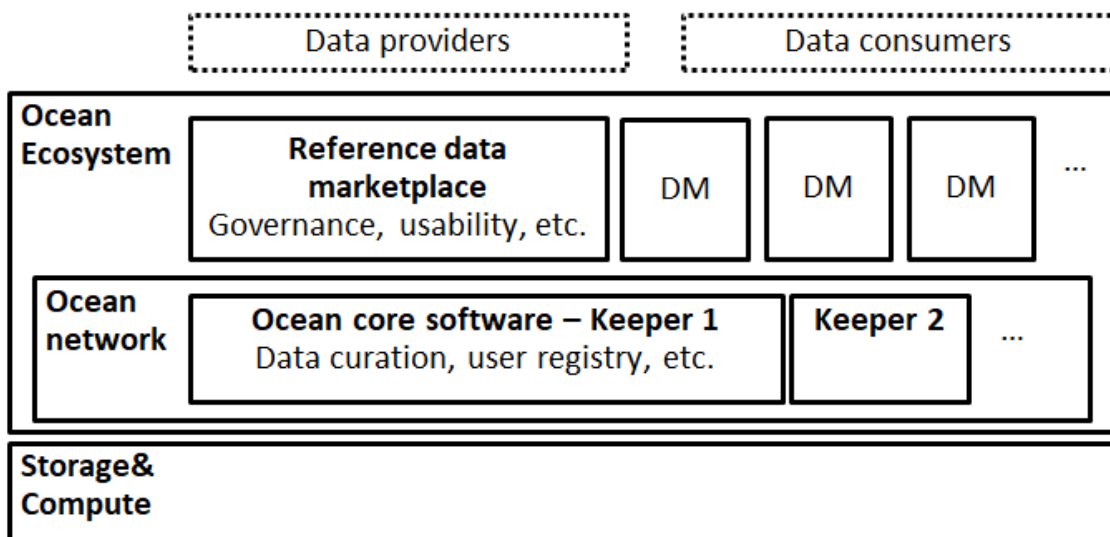 Data providers
Data consumers
Ocean
Ecosystem
Reference data
marketplace
Governance, usability, etc.
DM
DM
DM
...
Ocean
network
Ocean core software – Keeper 1
Data curation, user registry, etc.
Keeper 2
...
Storage&
Compute